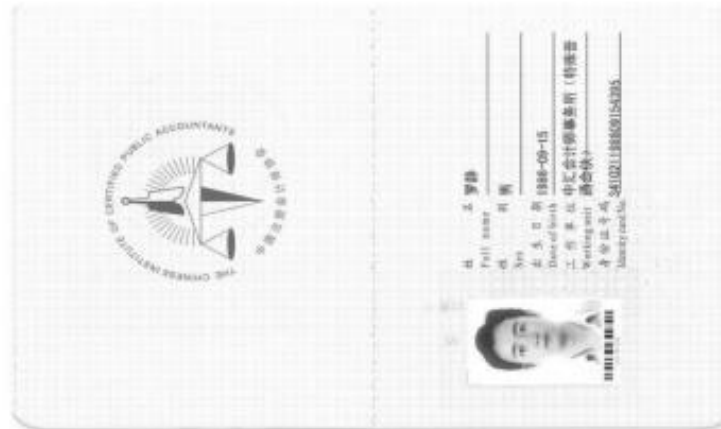 THE CHINESE INSTITUTE OF CERTIFIED PUBLIC ACCOUNTANTS
中国注册会计师协会
姓 名 罗静
Full name
性 别 男
Sex
出 生 日 期 1988-09-15
Date of birth
工 作 单 位 中汇会计师事务所（特殊普
Working unit 通合伙）
身 份 证 号 码
Identity card No.